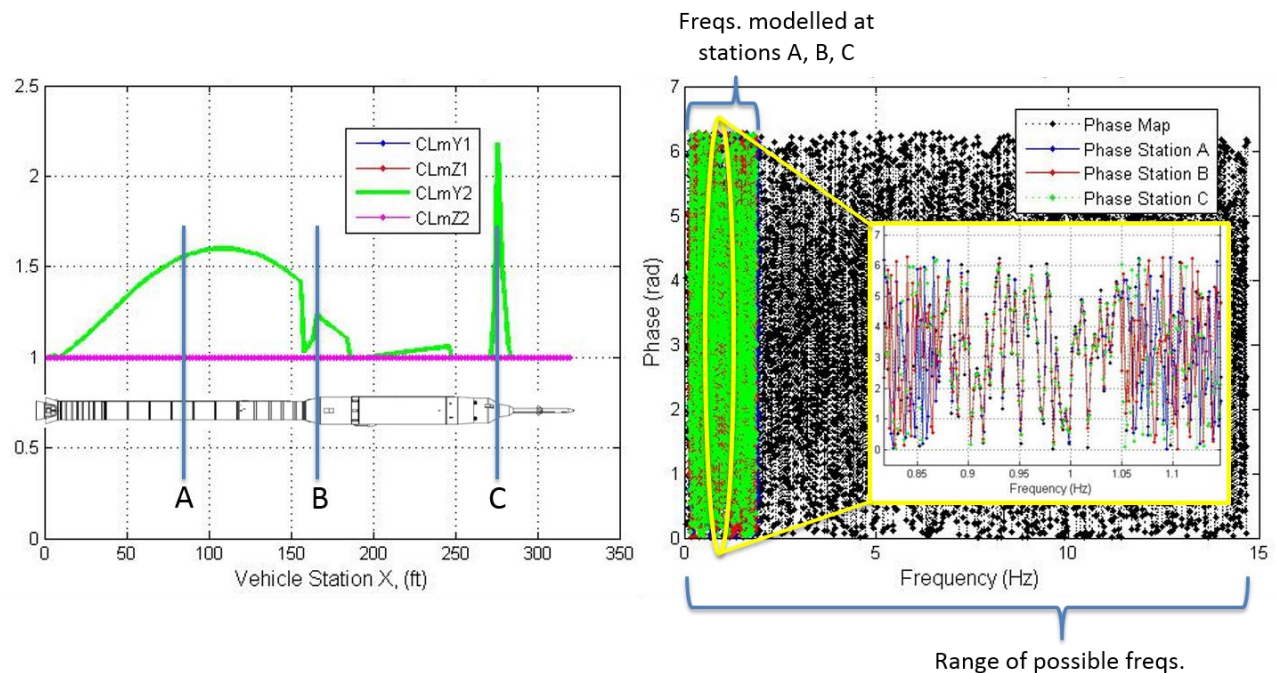 Freqs. modelled at
stations A, B, C
2.5
2
1.5
1
0.5
0
CLmY1
CLmZ1
CLmY2
CLmZ2
A
B
C
0 50 100 150 200 250 300 350
Vehicle Station X, (ft)
7
6
5
4
3
2
1
0
Phase (rad)
Phase Map
Phase Station A
Phase Station B
Phase Station C
7
6
5
4
3
2
1
0
0.85 0.9 0.95 1 1.05 1.1
Frequency (Hz)
0 5 10 15
Frequency (Hz)
Range of possible freqs.